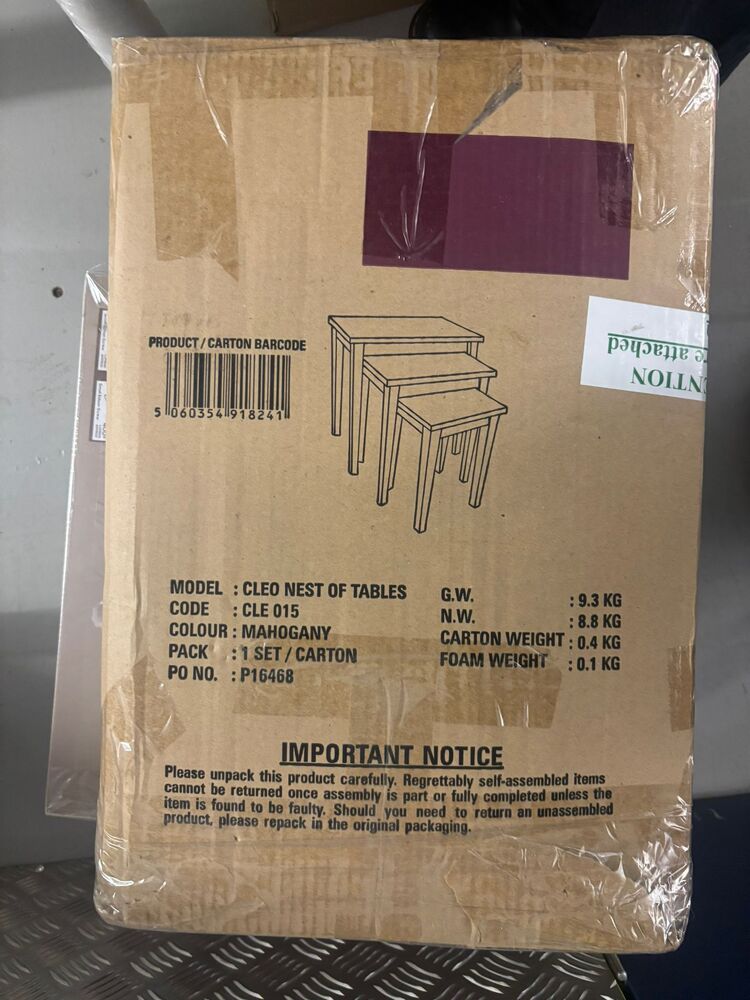 PRODUCT / CARTON BARCODE
5 060354 918241
re attached
NTION
MODEL : CLEO NEST OF TABLES
CODE : CLE 015
COLOUR : MAHOGANY
PACK : 1 SET / CARTON
PO NO. : P16468
G.W. : 9.3 KG
N.W. : 8.8 KG
CARTON WEIGHT : 0.4 KG
FOAM WEIGHT : 0.1 KG
IMPORTANT NOTICE
Please unpack this product carefully. Regrettably self-assembled items
cannot be returned once assembly is part or fully completed unless the
item is found to be faulty. Should you need to return an unassembled
product, please repack in the original packaging.